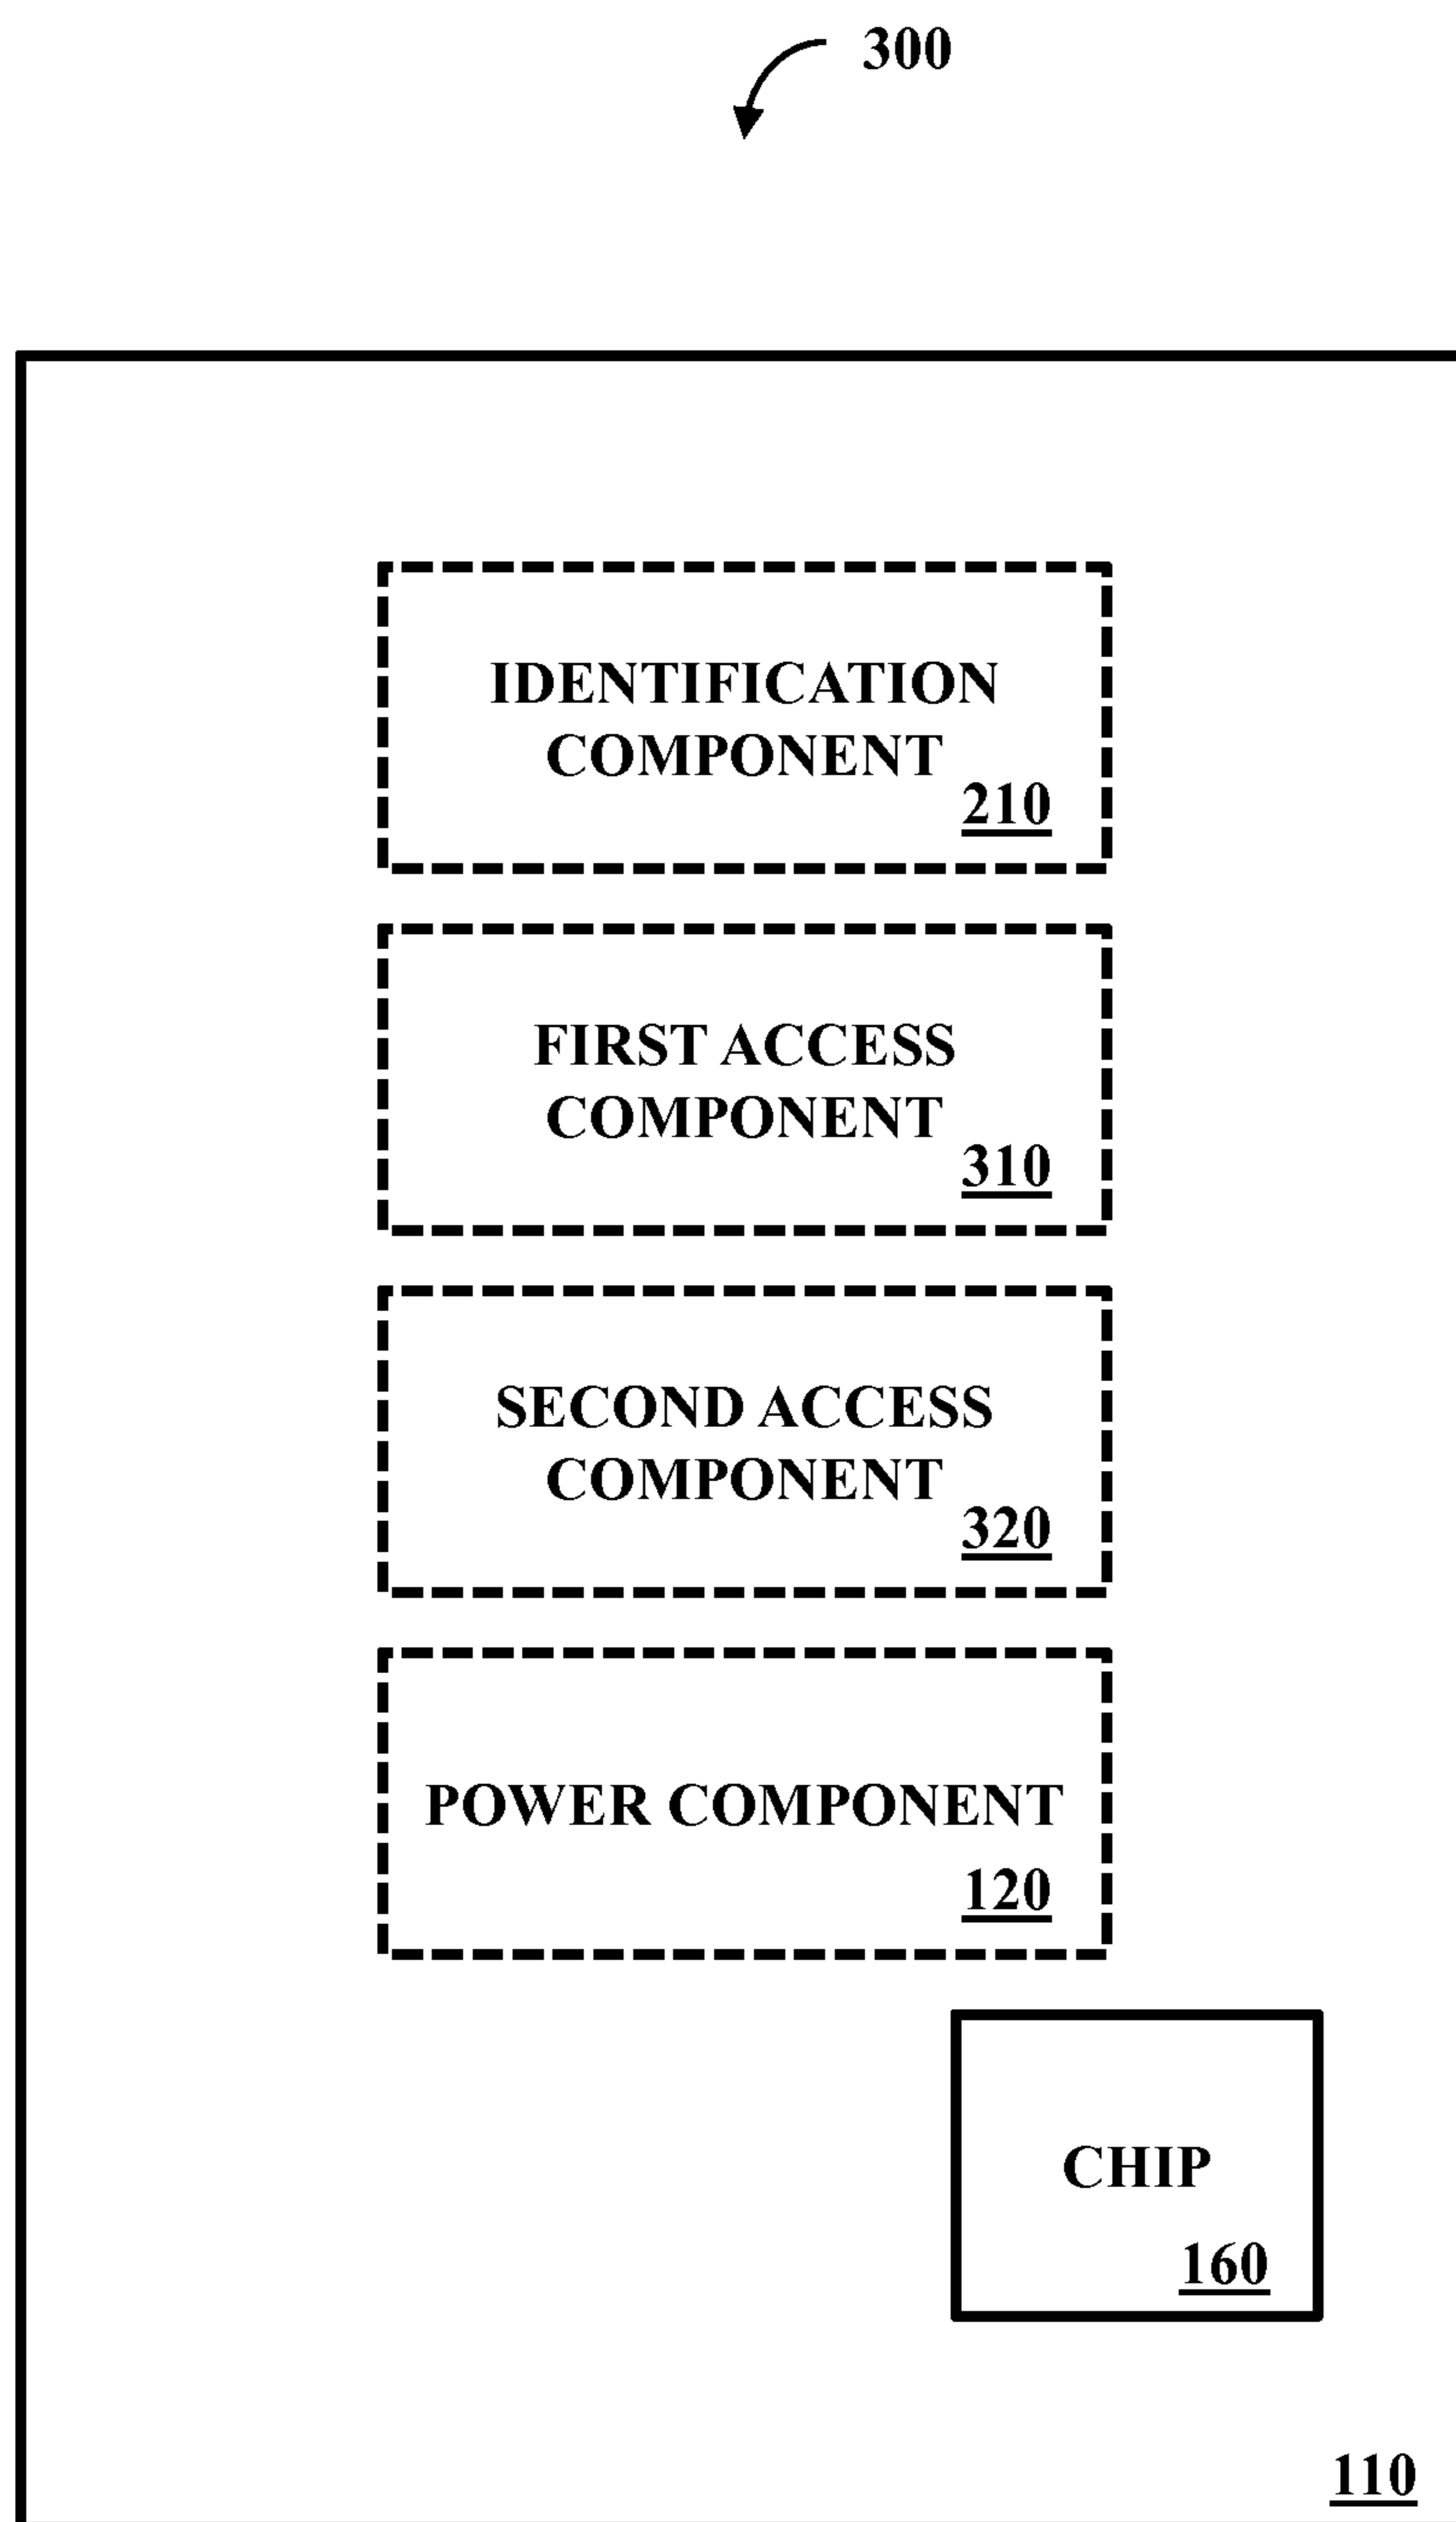 300
IDENTIFICATION
COMPONENT
210
FIRST ACCESS
COMPONENT
310
SECOND ACCESS
COMPONENT
320
POWER COMPONENT
120
CHIP
160
110